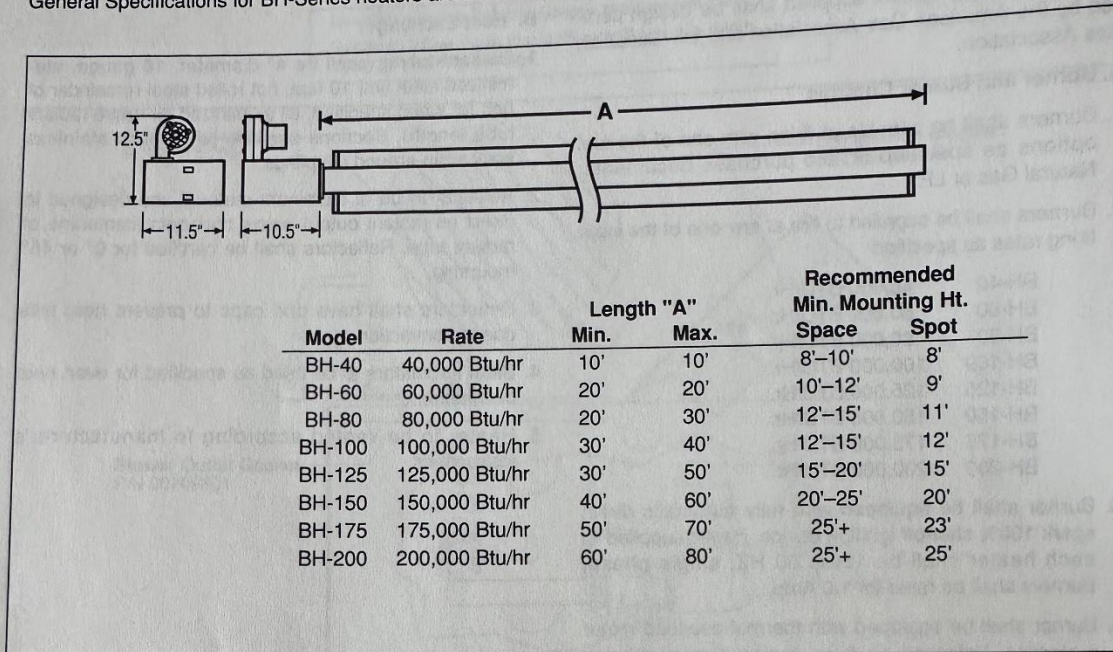 General Specifications for BH-Series heaters
A
12.5"
11.5"
10.5"
Recommended
Length "A" Min. Mounting Ht.
Model Rate Min. Max. Space Spot
BH-40 40,000 Btu/hr 10' 10' 8'–10' 8'
BH-60 60,000 Btu/hr 20' 20' 10'–12' 9'
BH-80 80,000 Btu/hr 20' 30' 12'–15' 11'
BH-100 100,000 Btu/hr 30' 40' 12'–15' 12'
BH-125 125,000 Btu/hr 30' 50' 15'–20' 15'
BH-150 150,000 Btu/hr 40' 60' 20'–25' 20'
BH-175 175,000 Btu/hr 50' 70' 25'+ 23'
BH-200 200,000 Btu/hr 60' 80' 25'+ 25'